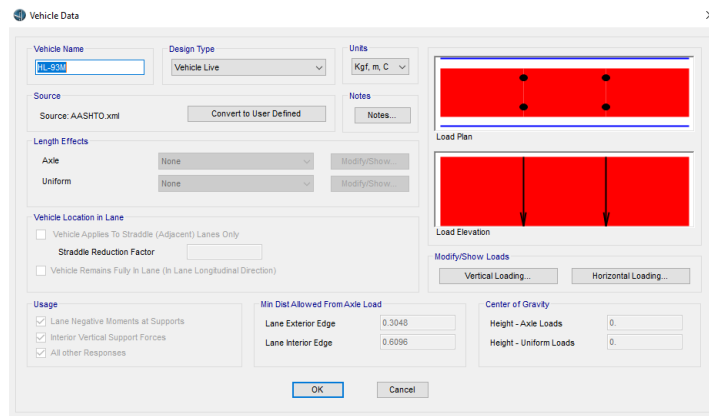 Vehicle Data
Vehicle Name
HL-93M
Design Type
Vehicle Live
Units
Kgf, m, C
Source
Source: AASHTO.xml
Convert to User Defined
Notes
Notes...
Load Plan
Length Effects
Axle
None
Modify/Show...
Uniform
None
Modify/Show...
Load Elevation
Vehicle Location in Lane
Vehicle Applies To Straddle (Adjacent) Lanes Only
Straddle Reduction Factor
Vehicle Remains Fully In Lane (In Lane Longitudinal Direction)
Modify/Show Loads
Vertical Loading...
Horizontal Loading...
Usage
Lane Negative Moments at Supports
Interior Vertical Support Forces
All other Responses
Min Dist Allowed From Axle Load
Lane Exterior Edge
0.3048
Lane Interior Edge
0.6096
Center of Gravity
Height - Axle Loads
0.
Height - Uniform Loads
0.
OK
Cancel